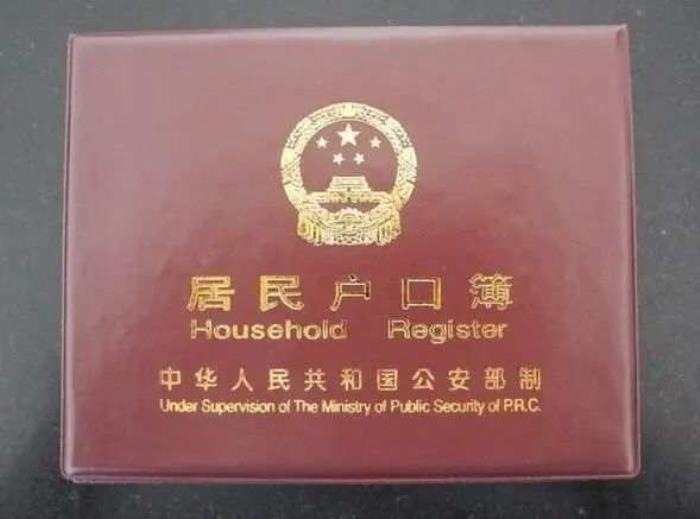 居民户口簿
Household Register
中华人民共和国公安部制
Under Supervision of The Ministry of Public Security of P.R.C.